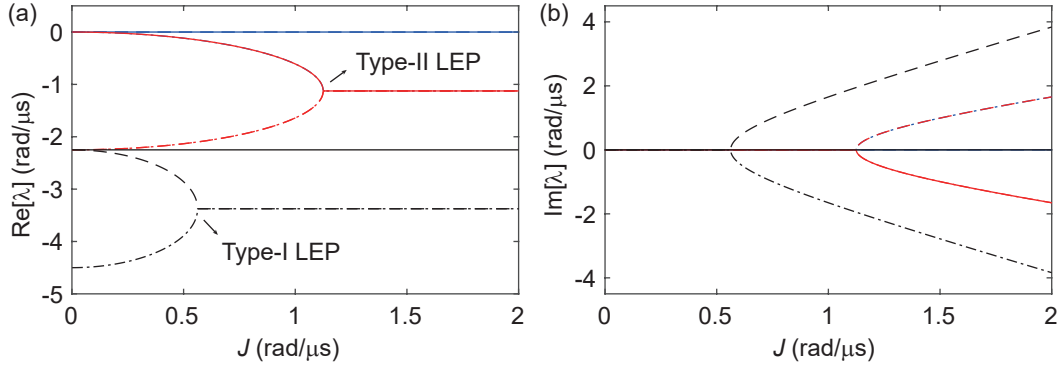 (a)
0
-1
-2
-3
-4
-5
Re[λ] (rad/μs)
Type-II LEP
Type-I LEP
0
0.5
1
1.5
2
J (rad/μs)
(b)
4
2
0
-2
-4
Im[λ] (rad/μs)
0
0.5
1
1.5
2
J (rad/μs)